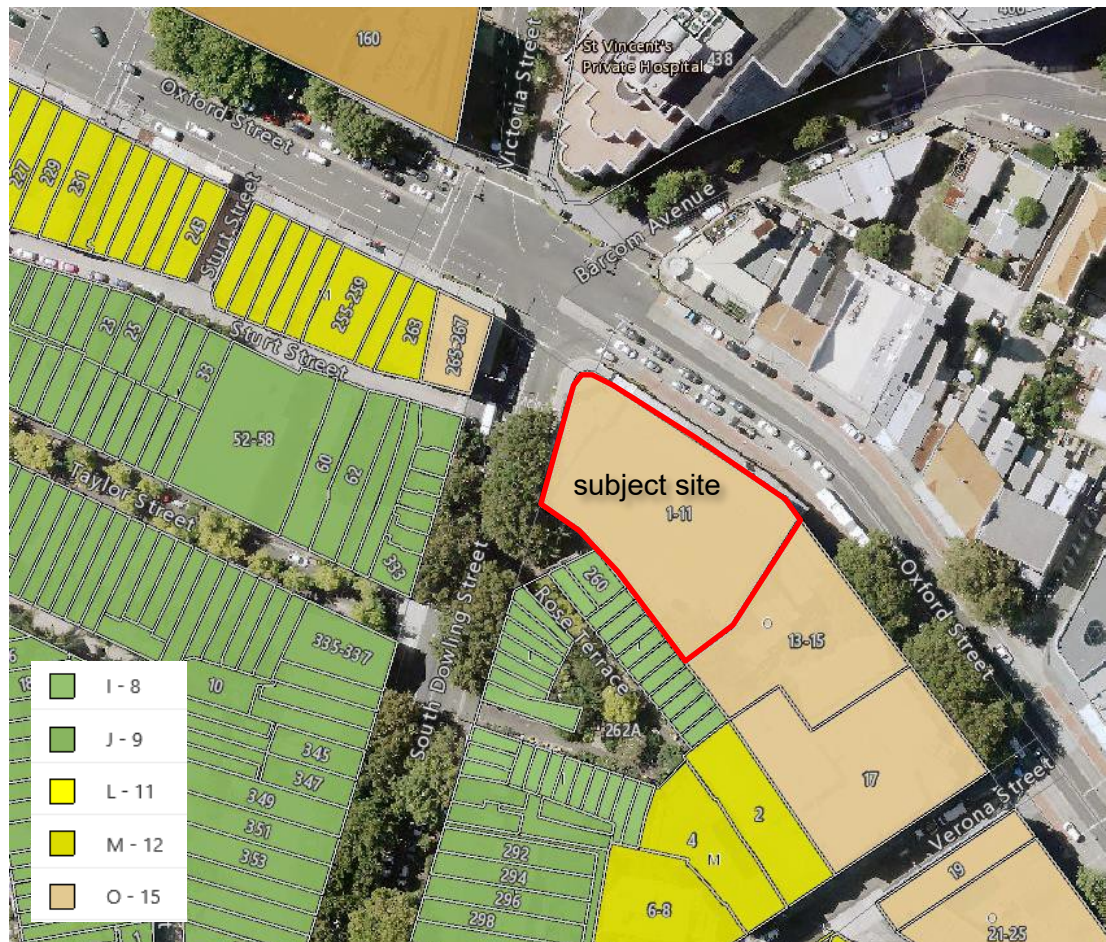 160
St Vincent's
Private Hospital
438
Victoria Street
Oxford Street
Barcom Avenue
227
229
231
243
Sturt Street
M
255-259
263
265-267
Sturt Street
23
25
33
52-58
60
62
333
Taylor Street
subject site
1-11
South Dowling Street
260
Rose Terrace
262A
O
13-15
Oxford Street
17
Verona Street
335-337
10
345
347
349
351
353
292
294
296
298
2
4
M
6-8
19
O
21-25
I - 8
J - 9
L - 11
M - 12
O - 15